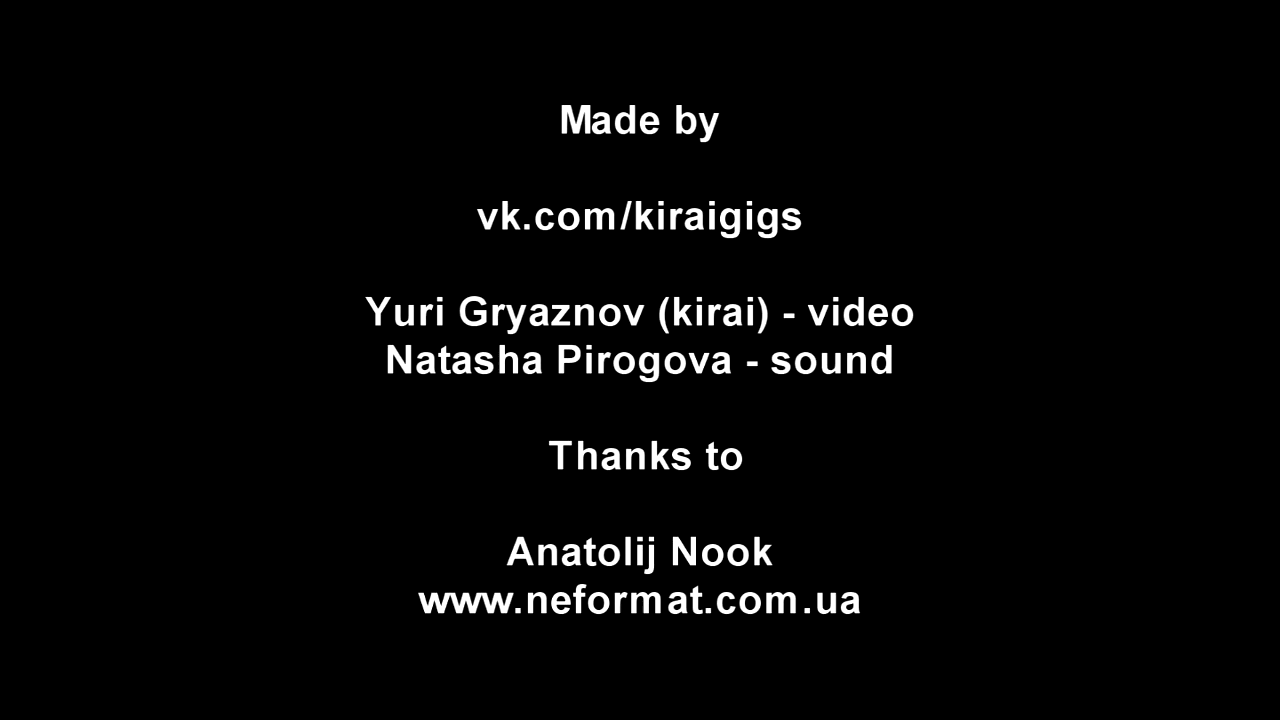 Made by
vk.com/kiraigigs
Yuri Gryaznov (kirai) - video
Natasha Pirogova - sound
Thanks to
Anatolij Nook
www.neformat.com.ua